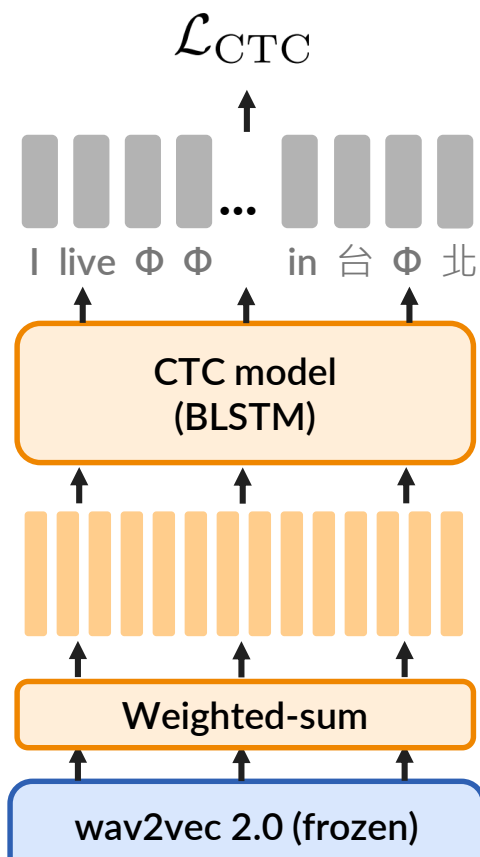 ℒCTC
...
I live Φ Φ in 台 Φ 北
CTC model
(BLSTM)
Weighted-sum
wav2vec 2.0 (frozen)